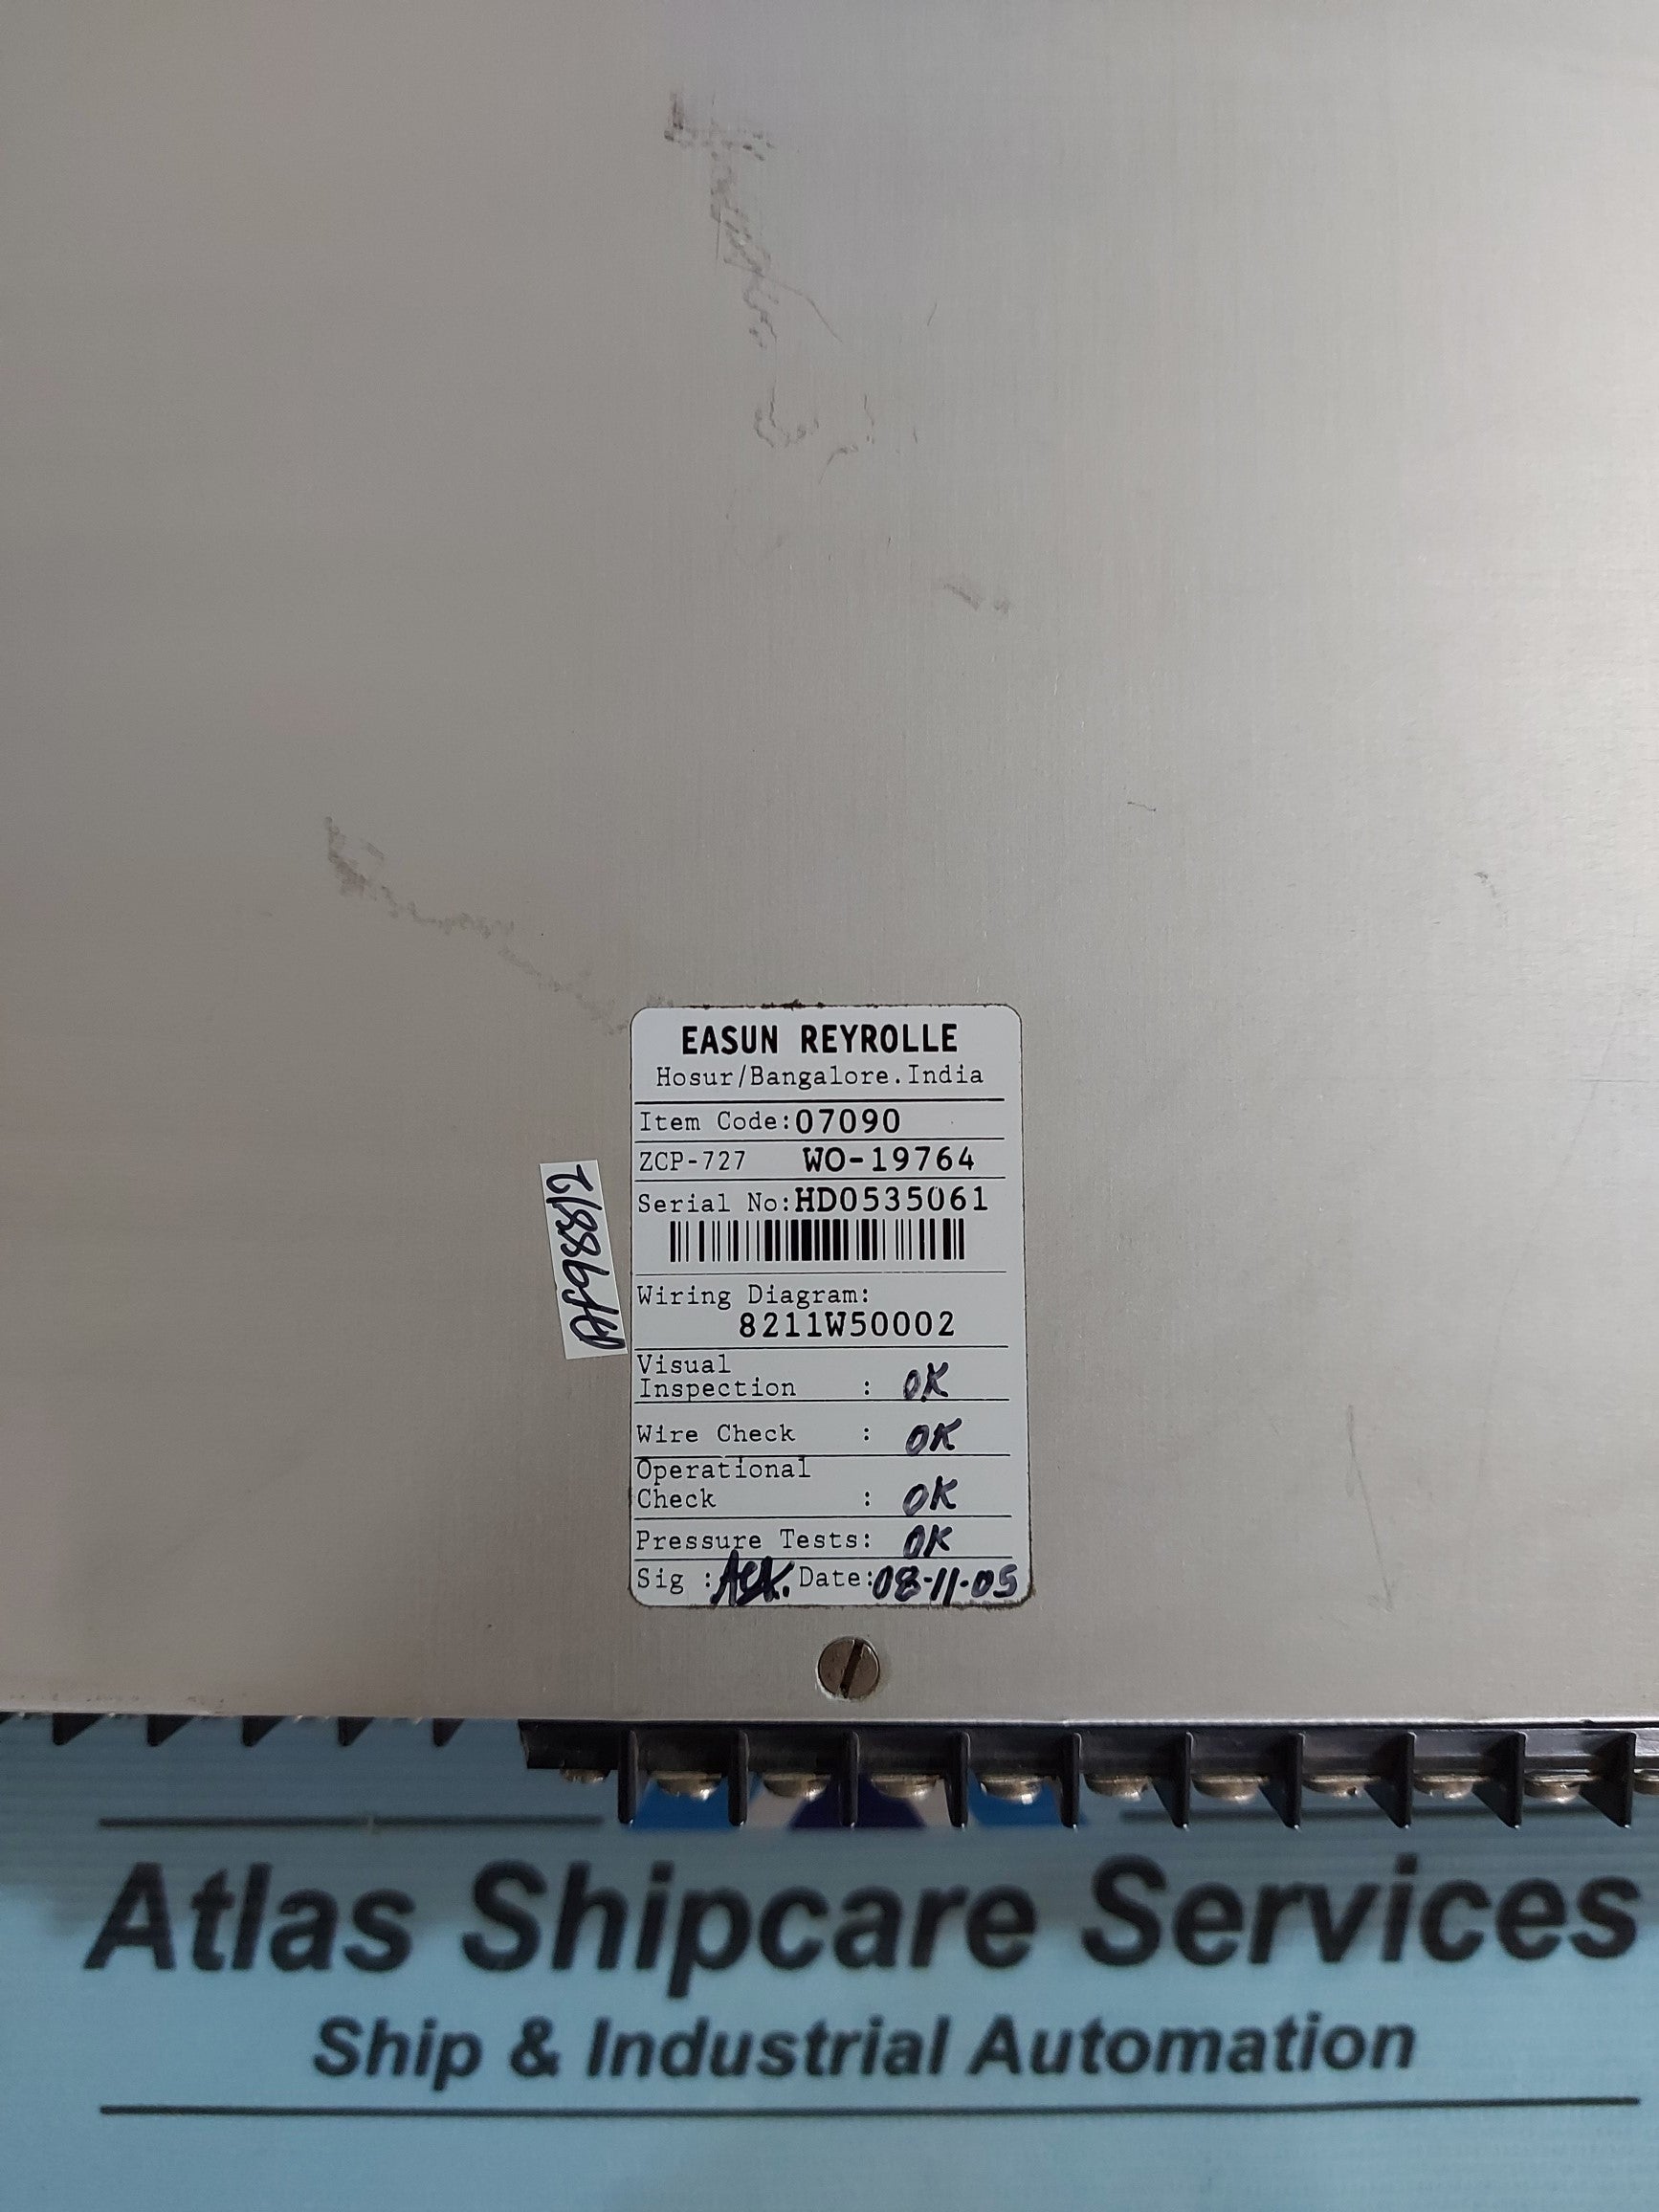 EASUN REYROLLE
Hosur/Bangalore.India
Item Code:07090
ZCP-727 WO-19764
Serial No:HD0535061
Wiring Diagram:
8211W50002
Visual
Inspection : OK
Wire Check : OK
Operational
Check : OK
Pressure Tests: OK
Sig : Date:08-11-05
Atlas Shipcare Services
Ship & Industrial Automation